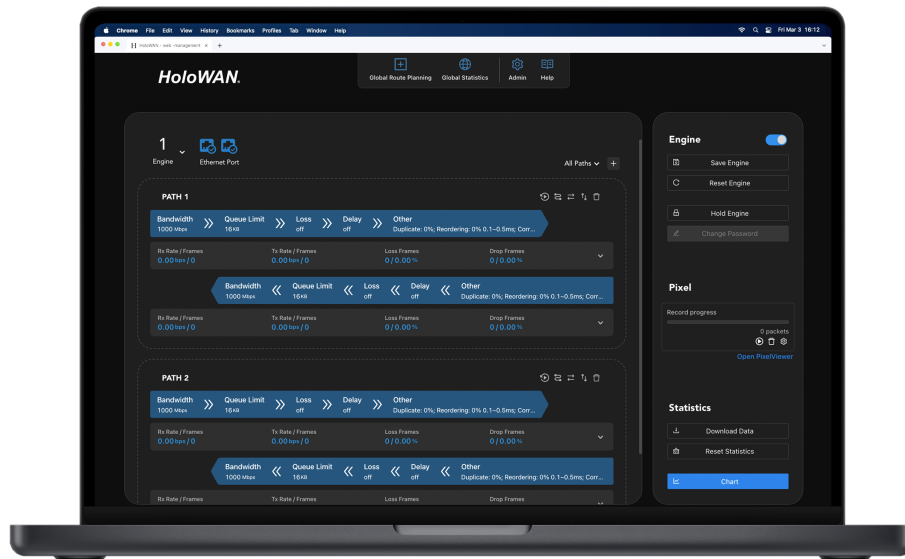 Chrome File Edit View History Bookmarks Profiles Tab Window Help Fri Mar 3 16:12
HoloWAN - web -management × +
HoloWAN.
Global Route Planning Global Statistics Admin Help
1
Engine Ethernet Port
All Paths +
PATH 1
Bandwidth Queue Limit Loss Delay Other
1000 Mbps 16KB off off Duplicate: 0%; Reordering: 0% 0.1~0.5ms; Corr...
Rx Rate / Frames Tx Rate / Frames Loss Frames Drop Frames
0.00 bps / 0 0.00 bps / 0 0 / 0.00 % 0 / 0.00 %
Bandwidth Queue Limit Loss Delay Other
1000 Mbps 16KB off off Duplicate: 0%; Reordering: 0% 0.1~0.5ms; Corr...
Rx Rate / Frames Tx Rate / Frames Loss Frames Drop Frames
0.00 bps / 0 0.00 bps / 0 0 / 0.00 % 0 / 0.00 %
PATH 2
Bandwidth Queue Limit Loss Delay Other
1000 Mbps 16KB off off Duplicate: 0%; Reordering: 0% 0.1~0.5ms; Corr...
Rx Rate / Frames Tx Rate / Frames Loss Frames Drop Frames
0.00 bps / 0 0.00 bps / 0 0 / 0.00 % 0 / 0.00 %
Bandwidth Queue Limit Loss Delay Other
1000 Mbps 16KB off off Duplicate: 0%; Reordering: 0% 0.1~0.5ms; Corr...
Rx Rate / Frames Tx Rate / Frames Loss Frames Drop Frames
Engine
Save Engine
Reset Engine
Hold Engine
Change Password
Pixel
Record progress
0 packets
Open PixelViewer
Statistics
Download Data
Reset Statistics
Chart